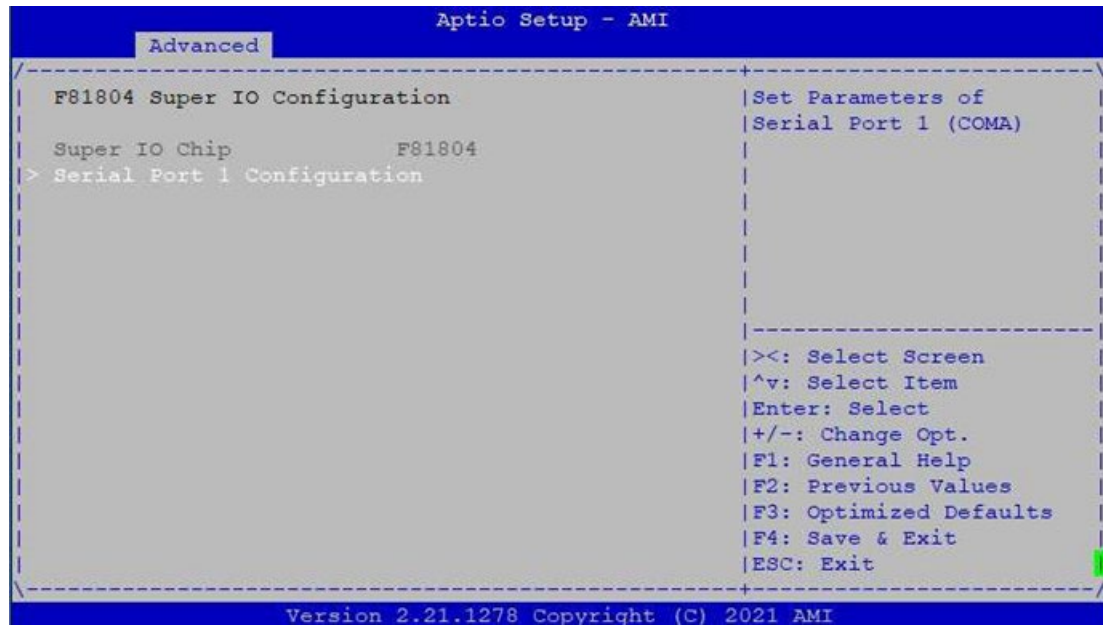 Aptio Setup - AMI
Advanced
F81804 Super IO Configuration
Super IO Chip F81804
> Serial Port 1 Configuration
Set Parameters of
Serial Port 1 (COMA)
><: Select Screen
^v: Select Item
Enter: Select
+/-: Change Opt.
F1: General Help
F2: Previous Values
F3: Optimized Defaults
F4: Save & Exit
ESC: Exit
Version 2.21.1278 Copyright (C) 2021 AMI